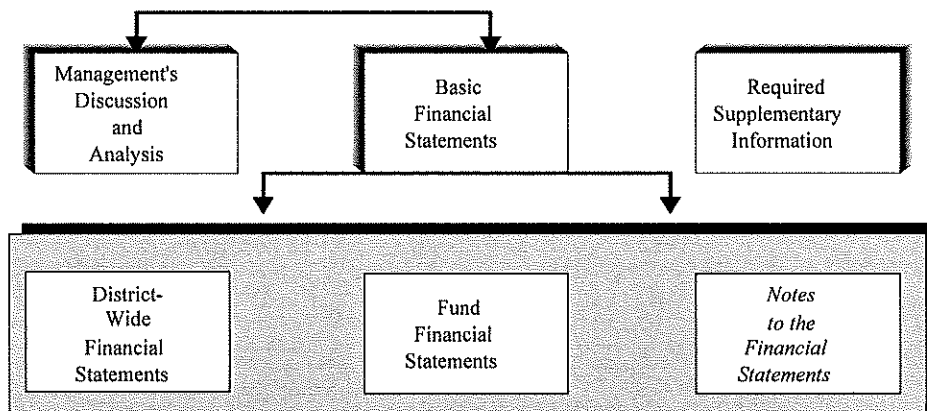 Management's
Discussion
and
Analysis
Basic
Financial
Statements
Required
Supplementary
Information
District-
Wide
Financial
Statements
Fund
Financial
Statements
Notes
to the
Financial
Statements